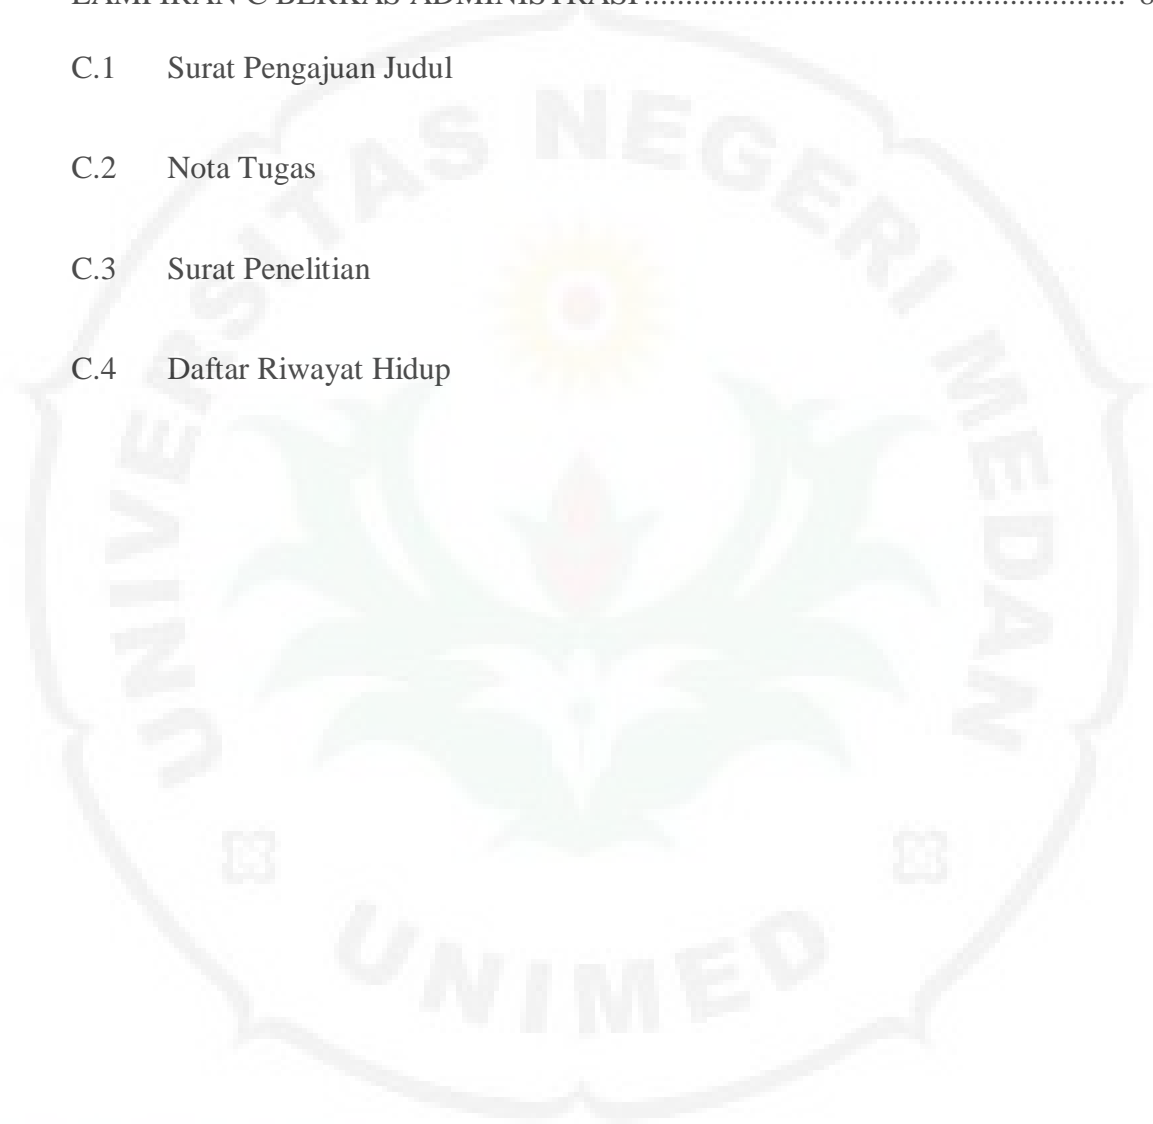 LAMPIRAN C BERKAS ADMINISTRASI
C.1 Surat Pengajuan Judul
C.2 Nota Tugas
C.3 Surat Penelitian
C.4 Daftar Riwayat Hidup
UNIVERSITAS NEGERI MEDAN
UNIMED